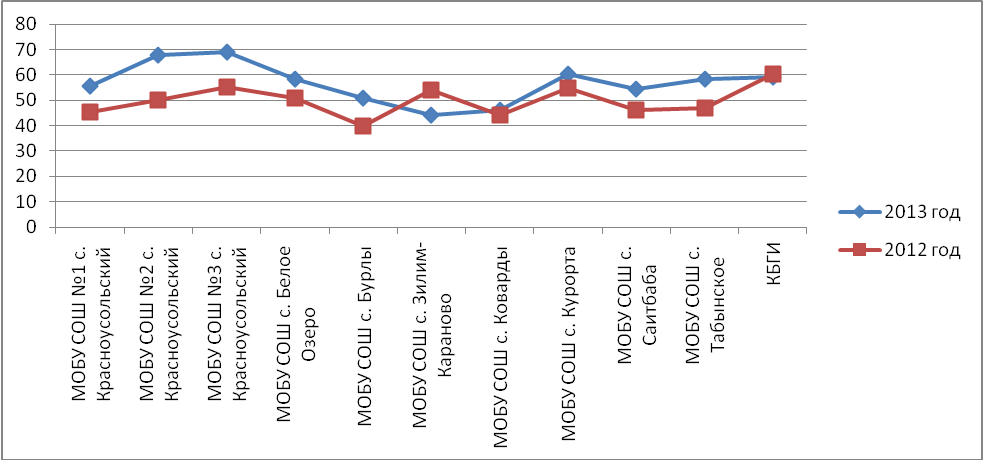 80
70
60
50
40
30
20
10
0
МОБУ СОШ №1 с.
Красноусольский
МОБУ СОШ №2 с.
Красноусольский
МОБУ СОШ №3 с.
Красноусольский
МОБУ СОШ с. Белое
Озеро
МОБУ СОШ с. Бурлы
МОБУ СОШ с. Зилим-
Караново
МОБУ СОШ с. Коварды
МОБУ СОШ с. Курорта
МОБУ СОШ с.
Саитбаба
МОБУ СОШ с.
Табынское
КБГИ
2013 год
2012 год